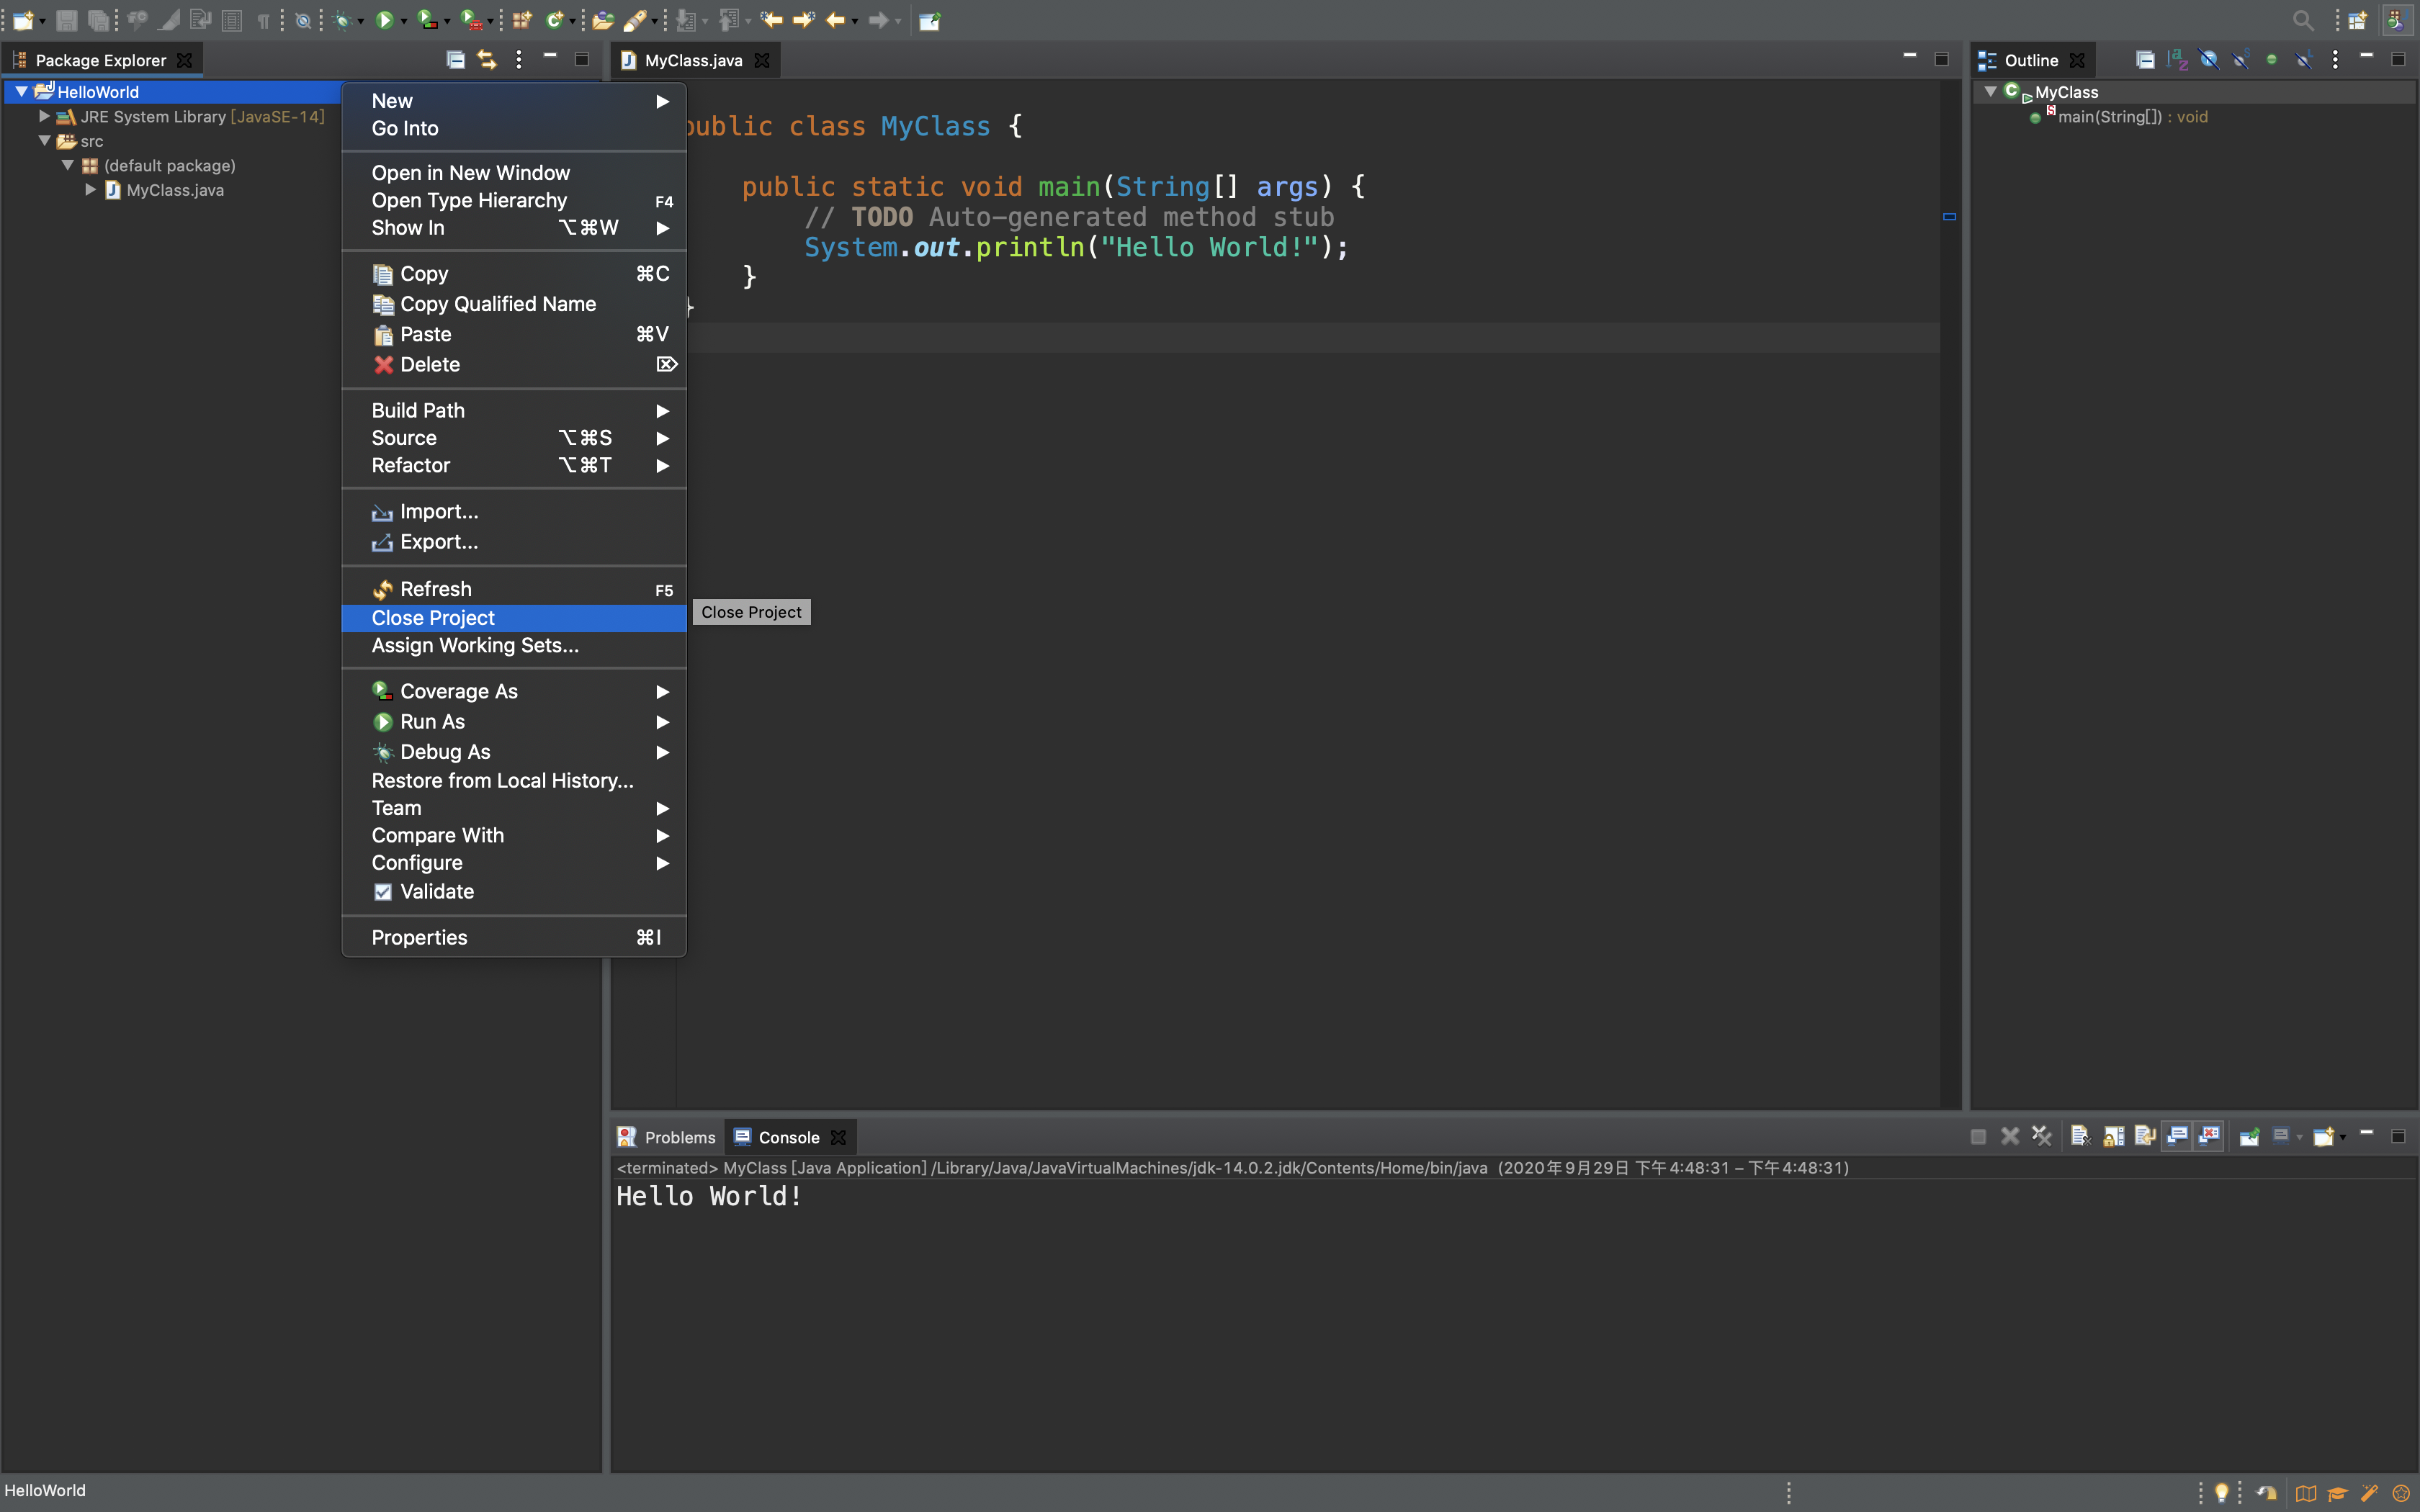 Package Explorer
HelloWorld
JRE System Library [JavaSE-14]
src
(default package)
MyClass.java
New
Go Into
Open in New Window
Open Type Hierarchy F4
Show In ⌥⌘W
Copy ⌘C
Copy Qualified Name
Paste ⌘V
Delete ⌦
Build Path
Source ⌥⌘S
Refactor ⌥⌘T
Import...
Export...
Refresh F5
Close Project
Assign Working Sets...
Coverage As
Run As
Debug As
Restore from Local History...
Team
Compare With
Configure
Validate
Properties ⌘I
Close Project
MyClass.java
public class MyClass {
public static void main(String[] args) {
// TODO Auto-generated method stub
System.out.println("Hello World!");
}
}
Outline
MyClass
main(String[]) : void
Problems
Console
<terminated> MyClass [Java Application] /Library/Java/JavaVirtualMachines/jdk-14.0.2.jdk/Contents/Home/bin/java (2020年9月29日 下午4:48:31 – 下午4:48:31)
Hello World!
HelloWorld